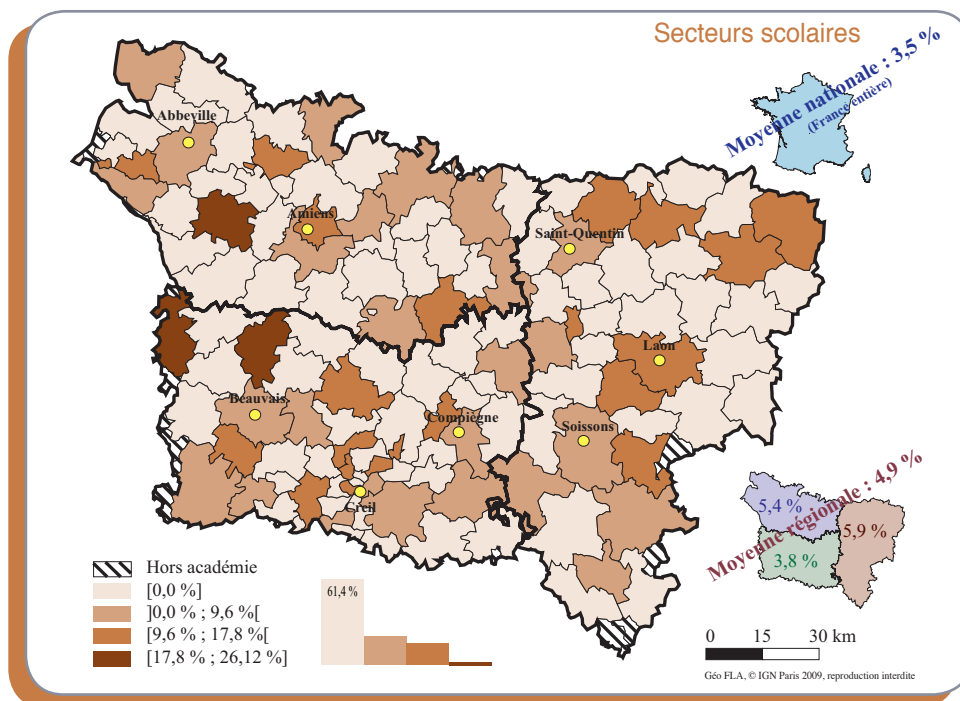 Secteurs scolaires
Moyenne nationale : 3,5 %
(France entière)
Abbeville
Amiens
Saint-Quentin
Laon
Beauvais
Compiègne
Soissons
Creil
Moyenne régionale : 4,9 %
5,4 %
5,9 %
3,8 %
Hors académie
[0,0 %]
]0,0 % ; 9,6 %[
[9,6 % ; 17,8 %[
[17,8 % ; 26,12 %]
61,4 %
0 15 30 km
Géo FLA, © IGN Paris 2009, reproduction interdite